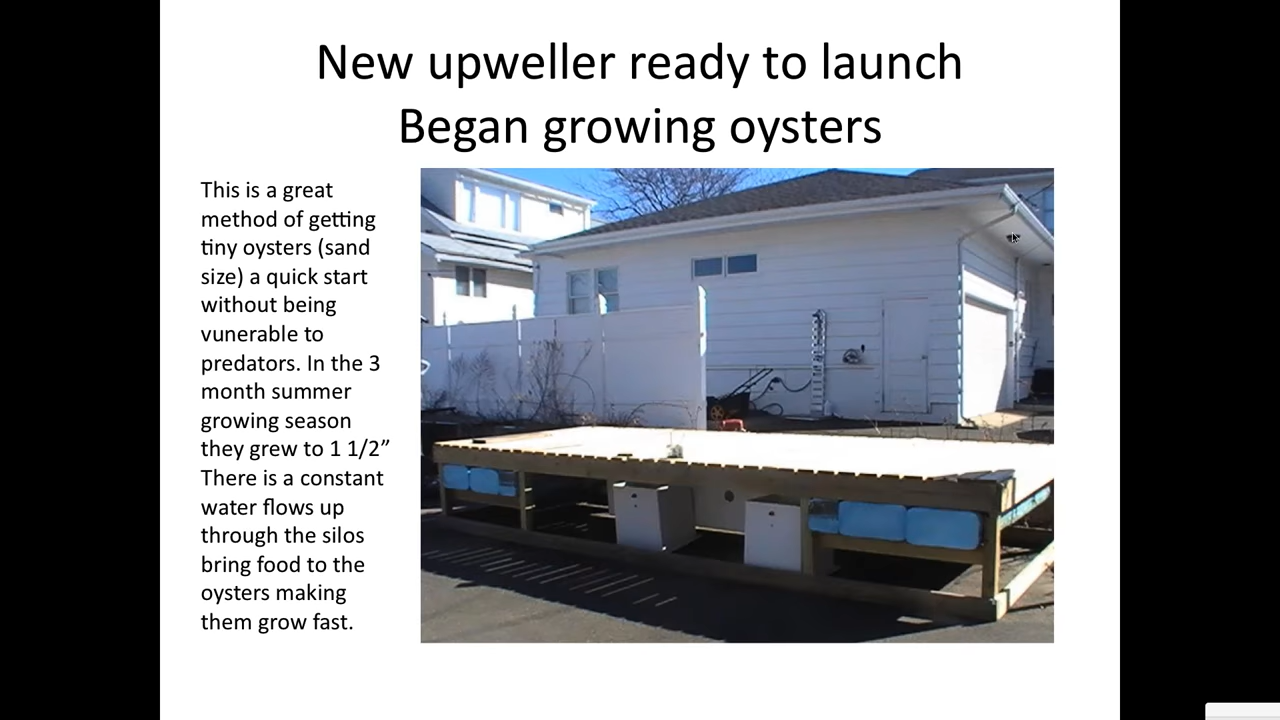 New upweller ready to launch
Began growing oysters
This is a great
method of getting
tiny oysters (sand
size) a quick start
without being
vunerable to
predators. In the 3
month summer
growing season
they grew to 1 1/2”
There is a constant
water flows up
through the silos
bring food to the
oysters making
them grow fast.